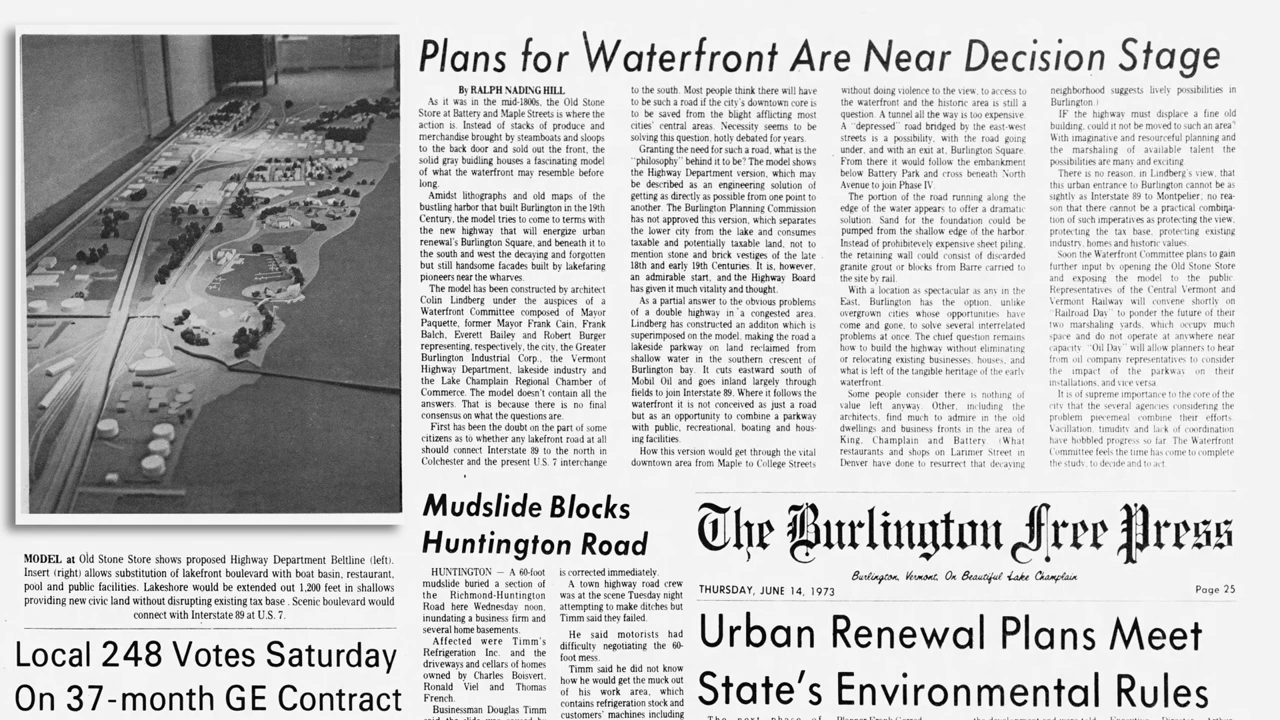 Plans for Waterfront Are Near Decision Stage
By RALPH NADING HILL
As it was in the mid-1800s, the Old Stone
Store at Battery and Maple Streets is where the
action is. Instead of stacks of produce and
merchandise brought by steamboats and sloops
to the back door and sold out the front, the
solid gray buidling houses a fascinating model
of what the waterfront may resemble before
long.
Amidst lithographs and old maps of the
bustling harbor that built Burlington in the 19th
Century, the model tries to come to terms with
the new highway that will energize urban
renewal's Burlington Square, and beneath it to
the south and west the decaying and forgotten
but still handsome facades built by lakefaring
pioneers near the wharves.
The model has been constructed by architect
Colin Lindberg under the auspices of a
Waterfront Committee composed of Mayor
Paquette, former Mayor Frank Cain, Frank
Balch, Everett Bailey and Robert Burger
representing, respectively, the city, the Greater
Burlington Industrial Corp., the Vermont
Highway Department, lakeside industry and
the Lake Champlain Regional Chamber of
Commerce. The model doesn't contain all the
answers. That is because there is no final
consensus on what the questions are.
First has been the doubt on the part of some
citizens as to whether any lakefront road at all
should connect Interstate 89 to the north in
Colchester and the present U.S. 7 interchange
to the south. Most people think there will have
to be such a road if the city's downtown core is
to be saved from the blight afflicting most
cities' central areas. Necessity seems to be
solving this question, hotly debated for years.
Granting the need for such a road, what is the
"philosophy" behind it to be? The model shows
the Highway Department version, which may
be described as an engineering solution of
getting as directly as possible from one point to
another. The Burlington Planning Commission
has not approved this version, which separates
the lower city from the lake and consumes
taxable and potentially taxable land, not to
mention stone and brick vestiges of the late
18th and early 19th Centuries. It is, however,
an admirable start, and the Highway Board
has given it much vitality and thought.
As a partial answer to the obvious problems
of a double highway in a congested area,
Lindberg has constructed an additon which is
superimposed on the model, making the road a
lakeside parkway on land reclaimed from
shallow water in the southern crescent of
Burlington bay. It cuts eastward south of
Mobil Oil and goes inland largely through
fields to join Interstate 89. Where it follows the
waterfront it is not conceived as just a road
but as an opportunity to combine a parkway
with public, recreational, boating and hous-
ing facilities.
How this version would get through the vital
downtown area from Maple to College Streets
without doing violence to the view, to access to
the waterfront and the historic area is still a
question. A tunnel all the way is too expensive.
A "depressed" road bridged by the east-west
streets is a possibility, with the road going
under, and with an exit at, Burlington Square.
From there it would follow the embankment
below Battery Park and cross beneath North
Avenue to join Phase IV.
The portion of the road running along the
edge of the water appears to offer a dramatic
solution. Sand for the foundation could be
pumped from the shallow edge of the harbor.
Instead of prohibitevely expensive sheet piling,
the retaining wall could consist of discarded
granite grout or blocks from Barre carried to
the site by rail.
With a location as spectacular as any in the
East, Burlington has the option, unlike
overgrown cities whose opportunities have
come and gone, to solve several interrelated
problems at once. The chief question remains
how to build the highway without eliminating
or relocating existing businesses, houses, and
what is left of the tangible heritage of the early
waterfront.
Some people consider there is nothing of
value left anyway. Other, including the
architects, find much to admire in the old
dwellings and business fronts in the area of
King, Champlain and Battery. (What
restaurants and shops on Larimer Street in
Denver have done to resurrect that decaying
neighborhood suggests lively possibilities in
Burlington.)
IF the highway must displace a fine old
building, could it not be moved to such an area?
With imaginative and resourceful planning and
the marshaling of available talent the
possibilities are many and exciting.
There is no reason, in Lindberg's view, that
this urban entrance to Burlington cannot be as
sightly as Interstate 89 to Montpelier; no rea-
son that there cannot be a practical combina-
tion of such imperatives as protecting the view,
protecting the tax base, protecting existing
industry, homes and historic values.
Soon the Waterfront Committee plans to gain
further input by opening the Old Stone Store
and exposing the model to the public.
Representatives of the Central Vermont and
Vermont Railway will convene shortly on
"Railroad Day" to ponder the future of their
two marshaling yards, which occupy much
space and do not operate at anywhere near
capacity. "Oil Day" will allow planners to hear
from oil company representatives to consider
the impact of the parkway on their
installations, and vice versa.
It is of supreme importance to the core of the
city that the several agencies considering the
problem piecemeal combine their efforts.
Vacillation, timidity and lack of coordination
have hobbled progress so far. The Waterfront
Committee feels the time has come to complete
the study, to decide and to act.
MODEL at Old Stone Store shows proposed Highway Department Beltline (left).
Insert (right) allows substitution of lakefront boulevard with boat basin, restaurant,
pool and public facilities. Lakeshore would be extended out 1,200 feet in shallows
providing new civic land without disrupting existing tax base . Scenic boulevard would
connect with Interstate 89 at U.S. 7.
Local 248 Votes Saturday
On 37-month GE Contract
Mudslide Blocks
Huntington Road
HUNTINGTON — A 60-foot
mudslide buried a section of
the Richmond-Huntington
Road here Wednesday noon,
inundating a business firm and
several home basements.
Affected were Timm's
Refrigeration Inc. and the
driveways and cellars of homes
owned by Charles Boisvert,
Ronald Viel and Thomas
French.
Businessman Douglas Timm
is corrected immediately.
A town highway road crew
was at the scene Tuesday night
attempting to make ditches but
Timm said they failed.
He said motorists had
difficulty negotiating the 60-
foot mess.
Timm said he did not know
how he would get the muck out
of his work area, which
contains refrigeration stock and
customers' machines including
The Burlington Free Press
Burlington, Vermont, On Beautiful Lake Champlain
THURSDAY, JUNE 14, 1973
Page 25
Urban Renewal Plans Meet
State's Environmental Rules